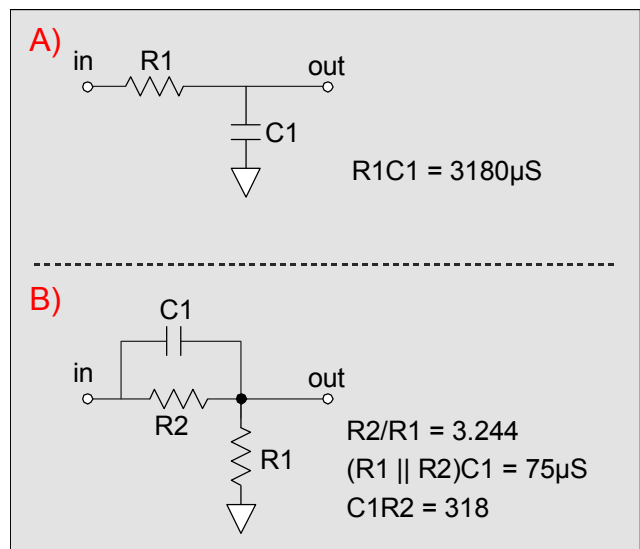 A)
in
R1
out
C1
R1C1 = 3180µS
B)
C1
in
out
R2
R1
R2/R1 = 3.244
(R1 || R2)C1 = 75µS
C1R2 = 318